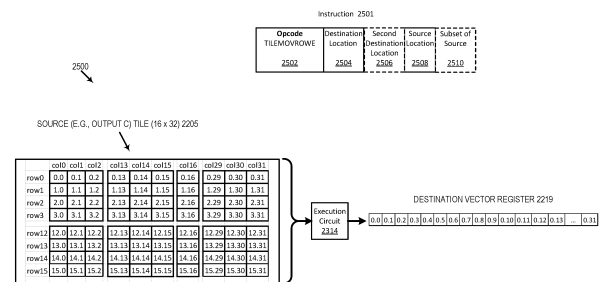 Instruction 2501
Opcode TILEMOVROWE 2502
Destination Location 2504
Second Destination Location 2506
Source Location 2508
Subset of Source 2510
2500
SOURCE (E.G., OUTPUT C) TILE (16 x 32) 2205
col0 col1 col2 col13 col14 col15 col16 col29 col30 col31
row0 0.0 0.1 0.2 0.13 0.14 0.15 0.16 0.29 0.30 0.31
row1 1.0 1.1 1.2 1.13 1.14 1.15 1.16 1.29 1.30 1.31
row2 2.0 2.1 2.2 2.13 2.14 2.15 2.16 2.29 2.30 2.31
row3 3.0 3.1 3.2 3.13 3.14 3.15 3.16 3.29 3.30 3.31
row12 12.0 12.1 12.2 12.13 12.14 12.15 12.16 12.29 12.30 12.31
row13 13.0 13.1 13.2 13.13 13.14 13.15 13.16 13.29 13.30 13.31
row14 14.0 14.1 14.2 14.13 14.14 14.15 14.16 14.29 14.30 14.31
row15 15.0 15.1 15.2 15.13 15.14 15.15 15.16 15.29 15.30 15.31
Execution Circuit 2314
DESTINATION VECTOR REGISTER 2219
0.0 0.1 0.2 0.3 0.4 0.5 0.6 0.7 0.8 0.9 0.10 0.11 0.12 0.13 ... 0.31